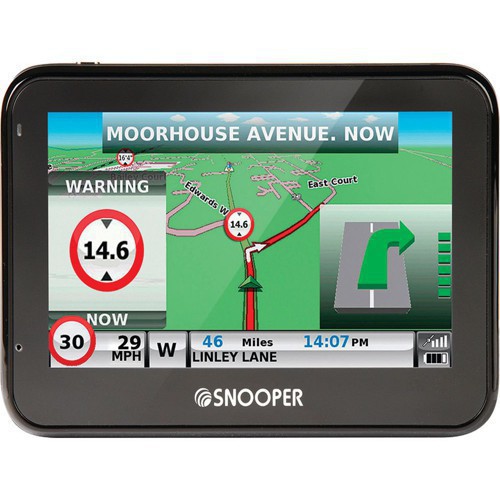 MOORHOUSE AVENUE. NOW
16'4"
WARNING
14.6
NOW
Edwards W
14.6
East Court
30
29
MPH
W
46 Miles
14:07 PM
LINLEY LANE
SNOOPER